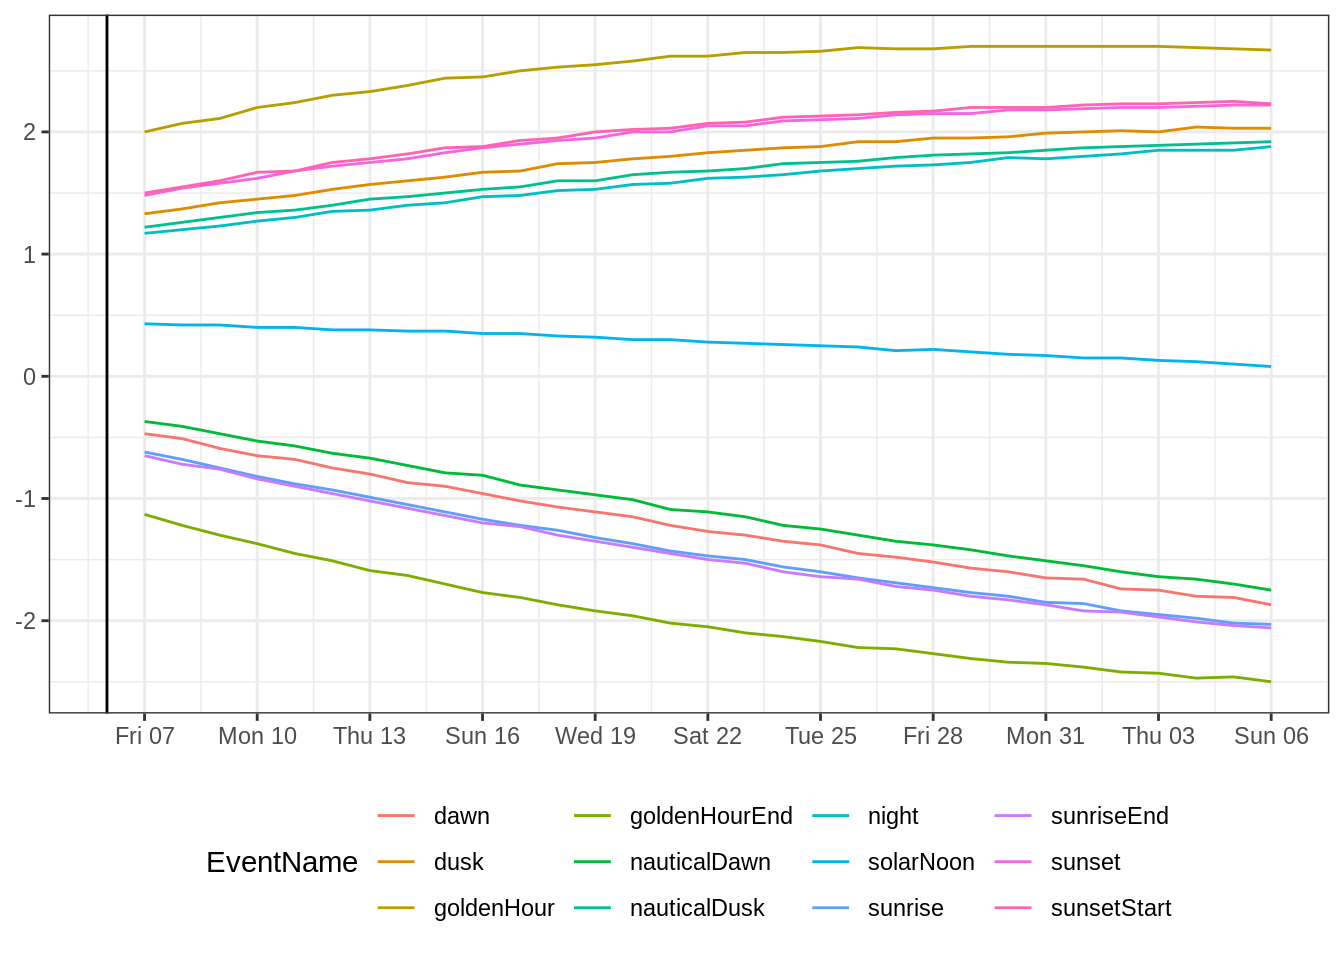 2
1
0
-1
-2
Fri 07 Mon 10 Thu 13 Sun 16 Wed 19 Sat 22 Tue 25 Fri 28 Mon 31 Thu 03 Sun 06
EventName
dawn goldenHourEnd night sunriseEnd
dusk nauticalDawn solarNoon sunset
goldenHour nauticalDusk sunrise sunsetStart